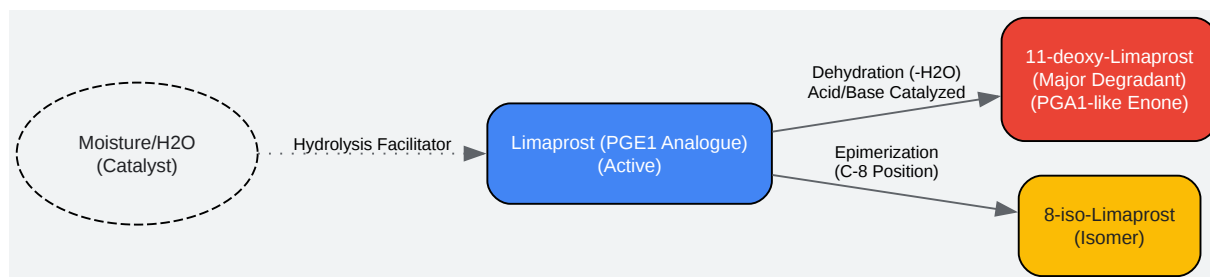 Moisture/H2O
(Catalyst)
Hydrolysis Facilitator
Limaprost (PGE1 Analogue)
(Active)
Dehydration (-H2O)
Acid/Base Catalyzed
11-deoxy-Limaprost
(Major Degradant)
(PGA1-like Enone)
Epimerization
(C-8 Position)
8-iso-Limaprost
(Isomer)